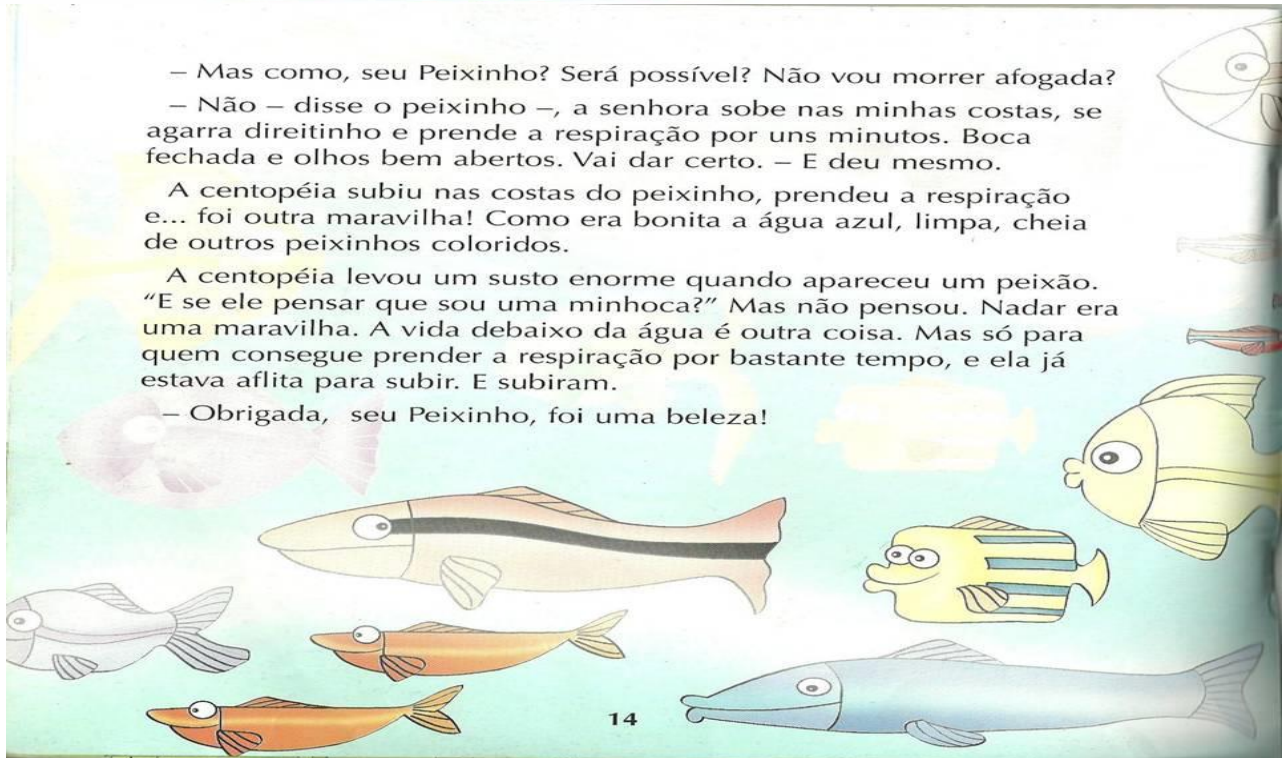 – Mas como, seu Peixinho? Será possível? Não vou morrer afogada?
– Não – disse o peixinho –, a senhora sobe nas minhas costas, se
agarra direitinho e prende a respiração por uns minutos. Boca
fechada e olhos bem abertos. Vai dar certo. – E deu mesmo.
A centopéia subiu nas costas do peixinho, prendeu a respiração
e... foi outra maravilha! Como era bonita a água azul, limpa, cheia
de outros peixinhos coloridos.
A centopéia levou um susto enorme quando apareceu um peixão.
“E se ele pensar que sou uma minhoca?” Mas não pensou. Nadar era
uma maravilha. A vida debaixo da água é outra coisa. Mas só para
quem consegue prender a respiração por bastante tempo, e ela já
estava aflita para subir. E subiram.
– Obrigada, seu Peixinho, foi uma beleza!
14